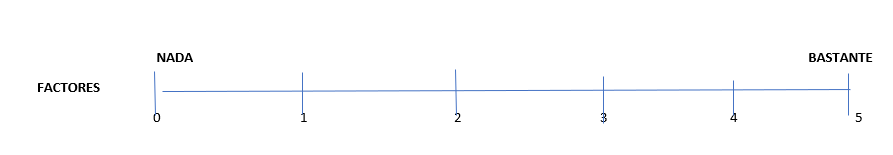 NADA BASTANTE
FACTORES
0 1 2 3 4 5